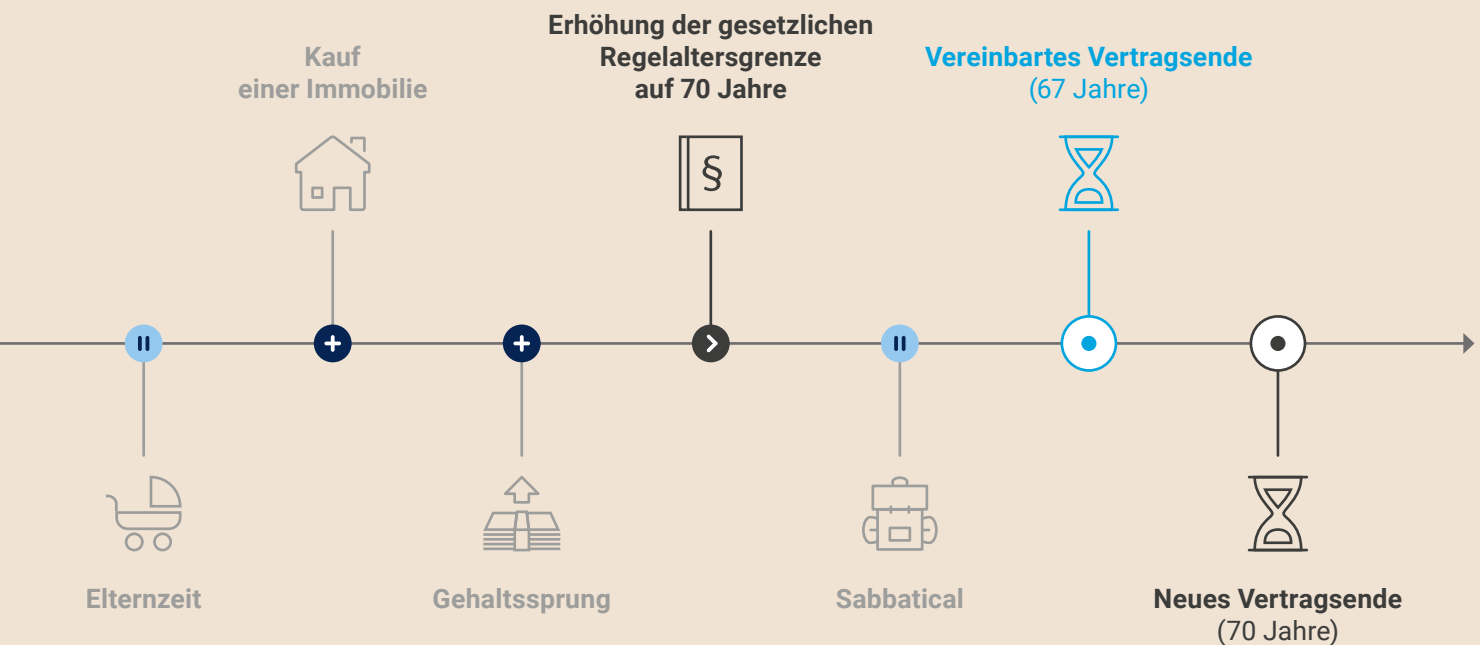 Kauf
einer Immobilie
Erhöhung der gesetzlichen
Regelaltersgrenze
auf 70 Jahre
§
Vereinbartes Vertragsende
(67 Jahre)
Elternzeit
Gehaltssprung
Sabbatical
Neues Vertragsende
(70 Jahre)